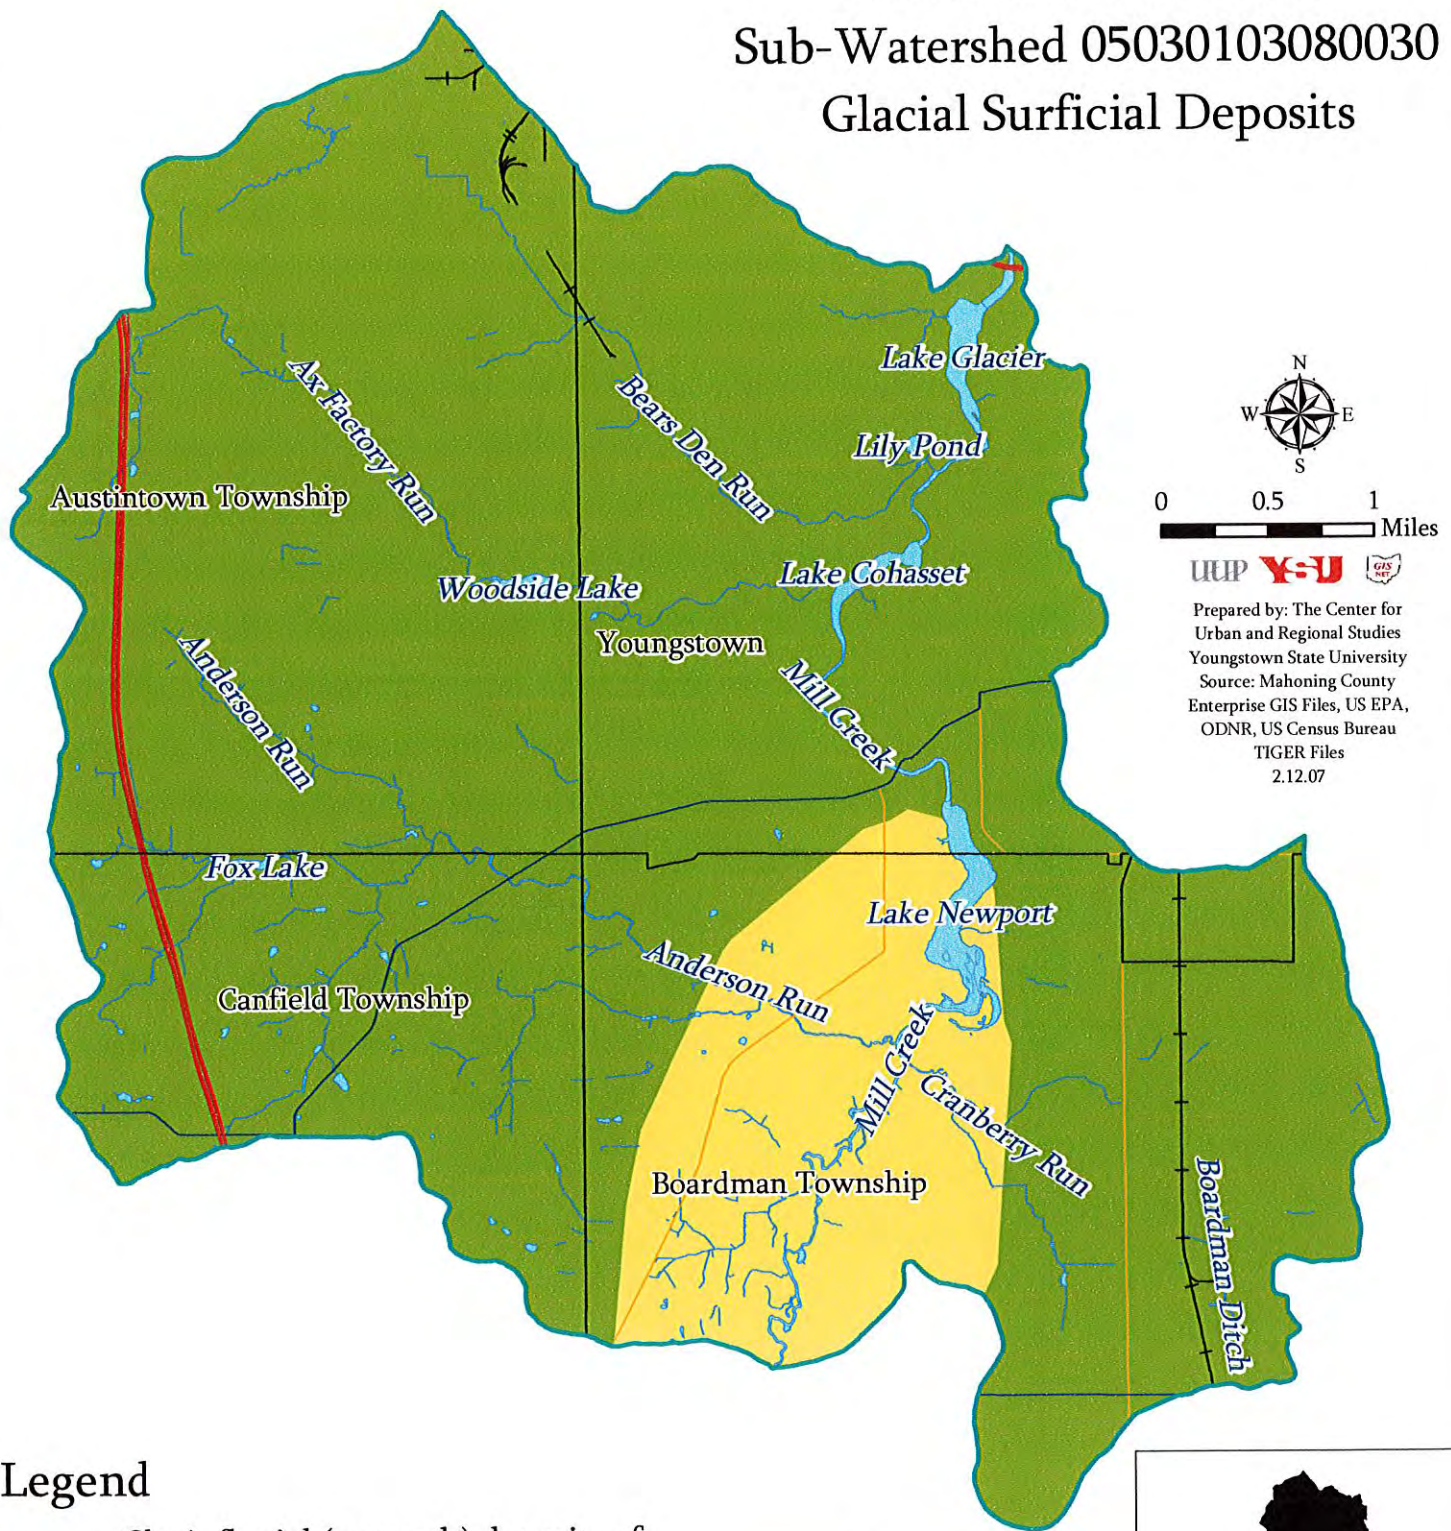 Sub-Watershed 05030103080030
Glacial Surficial Deposits
Lake Glacier
N
W
E
S
Ax Factory Run
Bears Den Run
Lily Pond
Austintown Township
0 0.5 1
Miles
UUP YSU GIS NET
Woodside Lake
Lake Cohasset
Prepared by: The Center for
Urban and Regional Studies
Youngstown State University
Source: Mahoning County
Enterprise GIS Files, US EPA,
ODNR, US Census Bureau
TIGER Files
2.12.07
Youngstown
Anderson Run
Mill Creek
Fox Lake
Lake Newport
Anderson Run
Canfield Township
Mill Creek
Cranberry Run
Boardman Township
Boardman Ditch
Legend